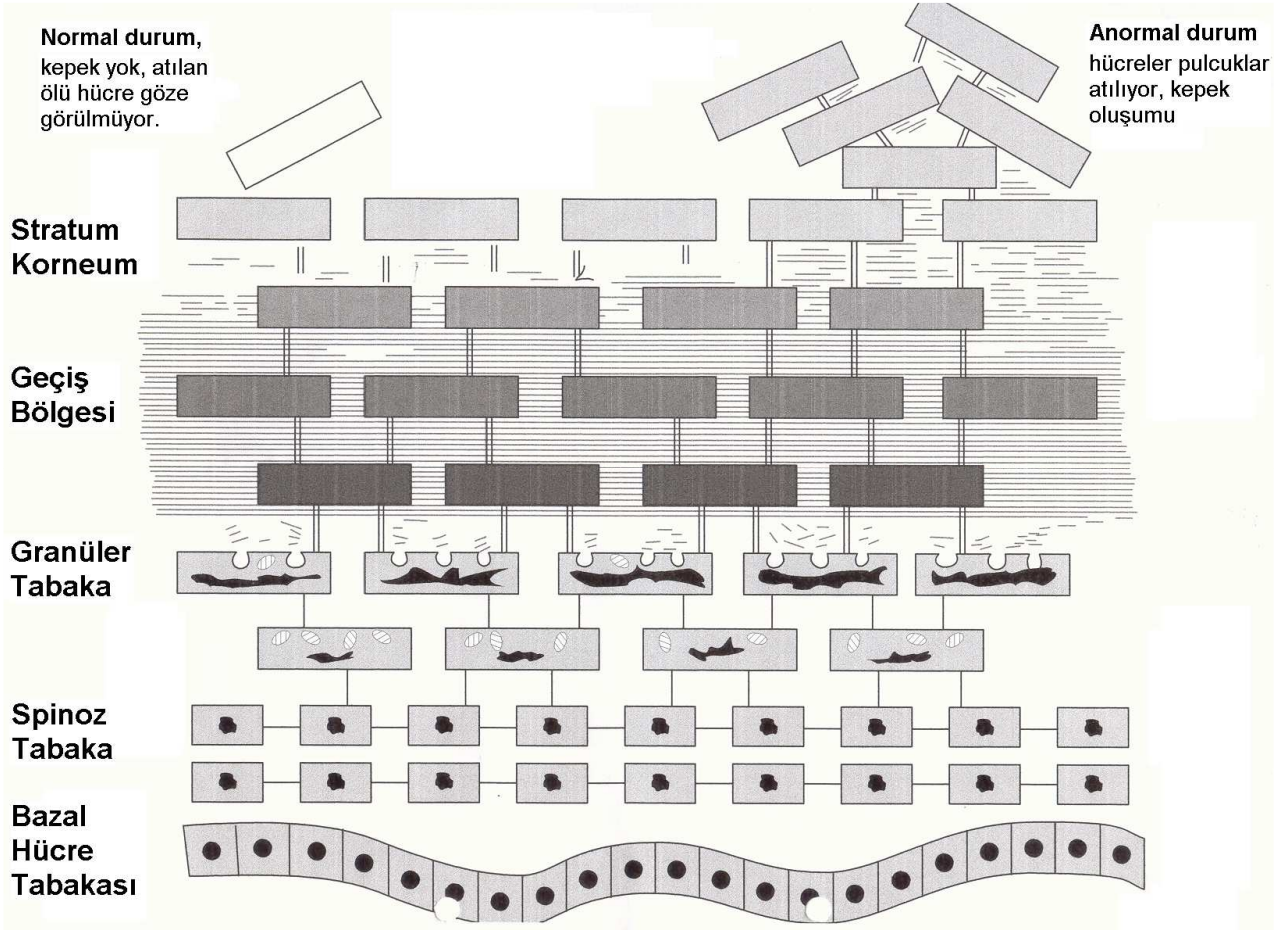 Normal durum,
kepek yok, atılan
ölü hücre göze
görülmüyor.
Anormal durum
hücreler pulcuklar
atılıyor, kepek
oluşumu
Stratum
Korneum
Geçiş
Bölgesi
Granüler
Tabaka
Spinoz
Tabaka
Bazal
Hücre
Tabakası